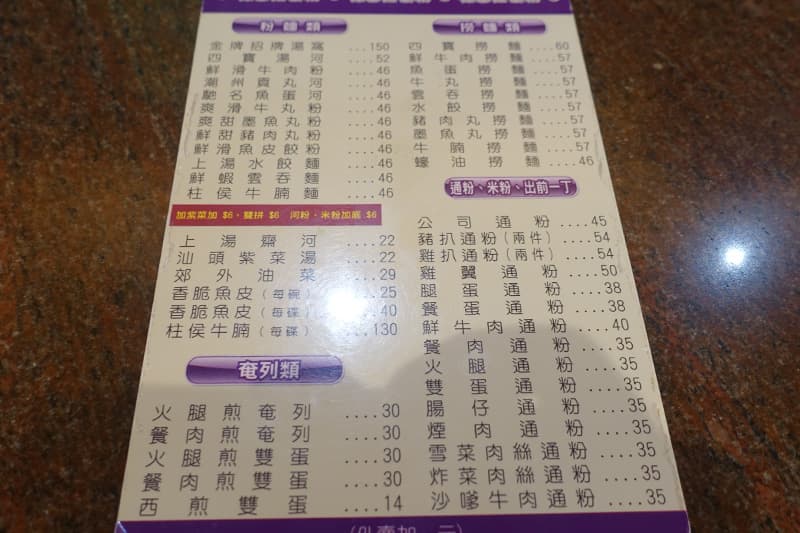 粉麵類
金牌招牌湯窩 ...150
四寶湯河 ....52
鮮滑牛肉粉 ....46
潮州貢丸河 ....46
馳名魚蛋河 ....46
爽滑牛丸粉 ....46
爽甜墨魚丸粉 ....46
鮮甜豬肉丸粉 ....46
鮮滑魚皮餃粉 ....46
上湯水餃麵 ....46
鮮蝦雲吞麵 ....46
柱侯牛腩麵 ....46
加紫菜加 $6、雙拼 $6 河粉、米粉加底 $6
上湯齋河 ....22
汕頭紫菜湯 ....22
郊外油菜 ....29
香脆魚皮（每碗） ....25
香脆魚皮（每碟） ....40
柱侯牛腩（每碟） ...130
奄列類
火腿煎奄列 ....30
餐肉煎奄列 ....30
火腿煎雙蛋 ....30
餐肉煎雙蛋 ....30
西煎雙蛋 ....14
撈麵類
四寶撈麵 ....60
鮮牛肉撈麵 ....57
魚蛋撈麵 ....57
牛丸撈麵 ....57
雲吞撈麵 ....57
水餃撈麵 ....57
豬肉丸撈麵 ....57
墨魚丸撈麵 ....57
牛腩撈麵 ....57
蠔油撈麵 ....46
通粉、米粉、出前一丁
公司通粉 ....45
豬扒通粉（兩件） ....54
雞扒通粉（兩件） ....54
雞翼通粉 ....50
腿蛋通粉 ....38
餐蛋通粉 ....38
鮮牛肉通粉 ....40
餐肉通粉 ....35
火腿通粉 ....35
雙蛋通粉 ....35
腸仔通粉 ....35
煙肉通粉 ....35
雪菜肉絲通粉 ....35
炸菜肉絲通粉 ....35
沙嗲牛肉通粉 ....35